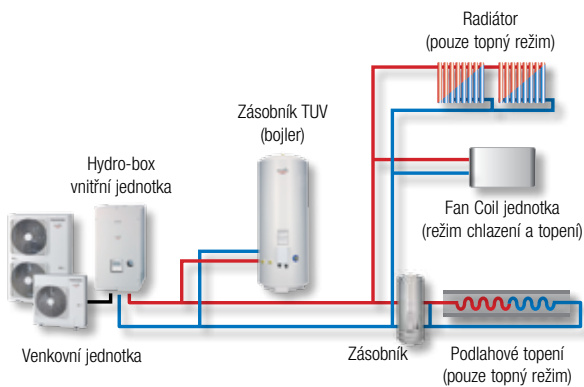 Radiátor
(pouze topný režim)
Zásobník TUV
(bojler)
Hydro-box
vnitřní jednotka
Fan Coil jednotka
(režim chlazení a topení)
Venkovní jednotka
Zásobník
Podlahové topení
(pouze topný režim)